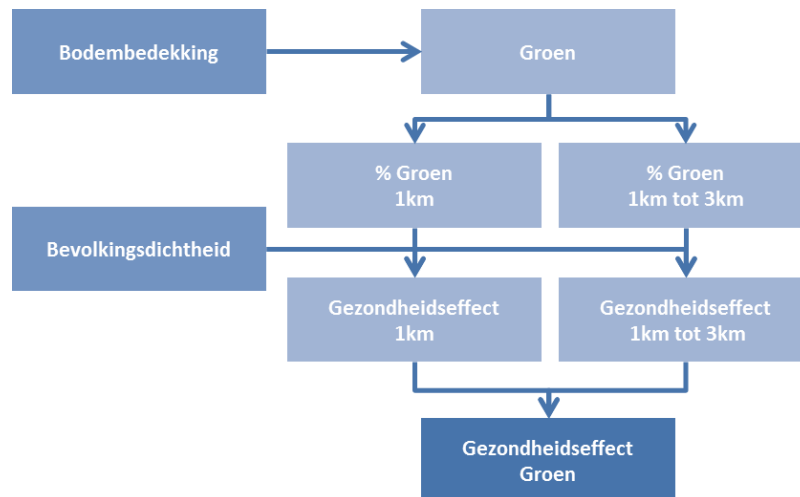 Bodembedekking
Groen
% Groen
1km
% Groen
1km tot 3km
Bevolkingsdichtheid
Gezondheidseffect
1km
Gezondheidseffect
1km tot 3km
Gezondheidseffect
Groen